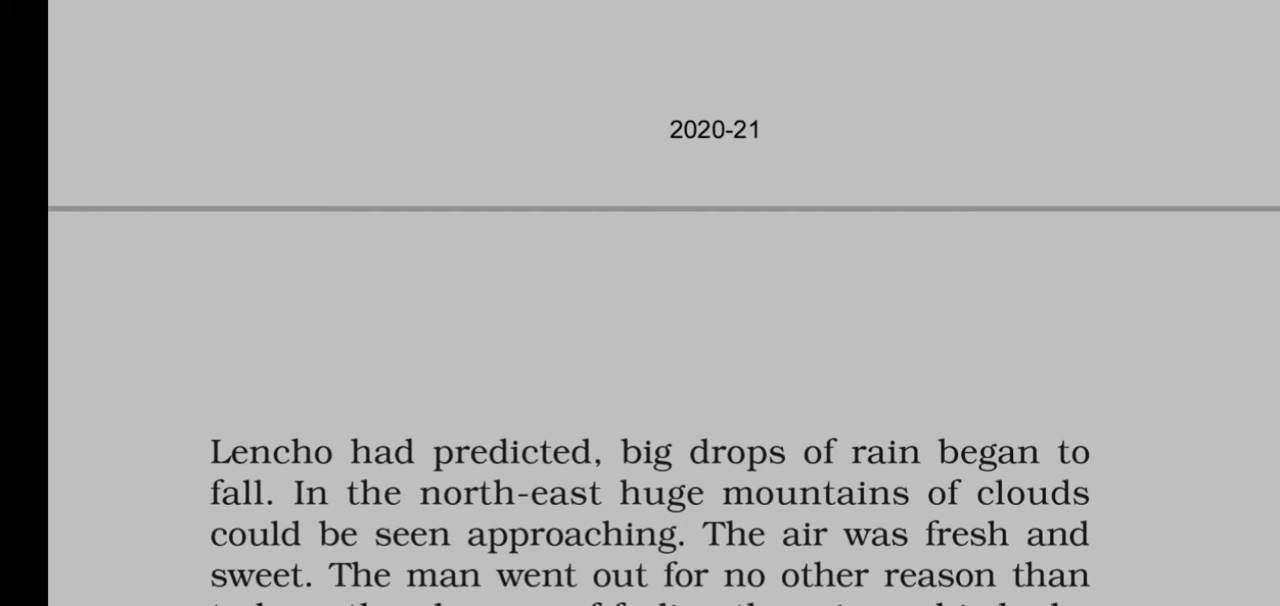 2020-21
Lencho had predicted, big drops of rain began to
fall. In the north-east huge mountains of clouds
could be seen approaching. The air was fresh and
sweet. The man went out for no other reason than